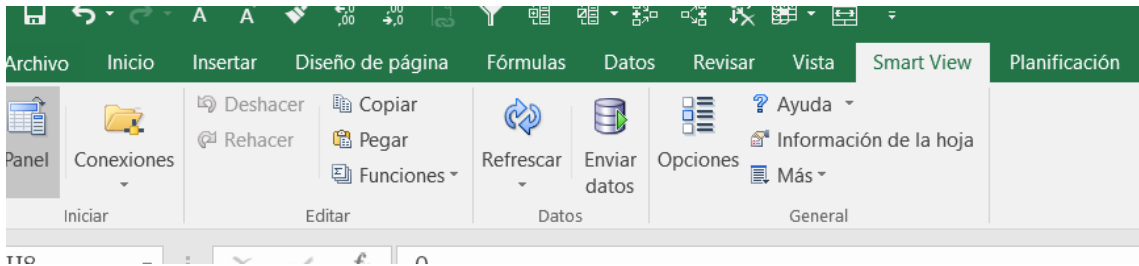 Archivo Inicio Insertar Diseño de página Fórmulas Datos Revisar Vista Smart View Planificación
Panel
Conexiones
Deshacer
Rehacer
Copiar
Pegar
Funciones
Refrescar
Enviar
datos
Opciones
Ayuda
Información de la hoja
Más
Iniciar Editar Datos General